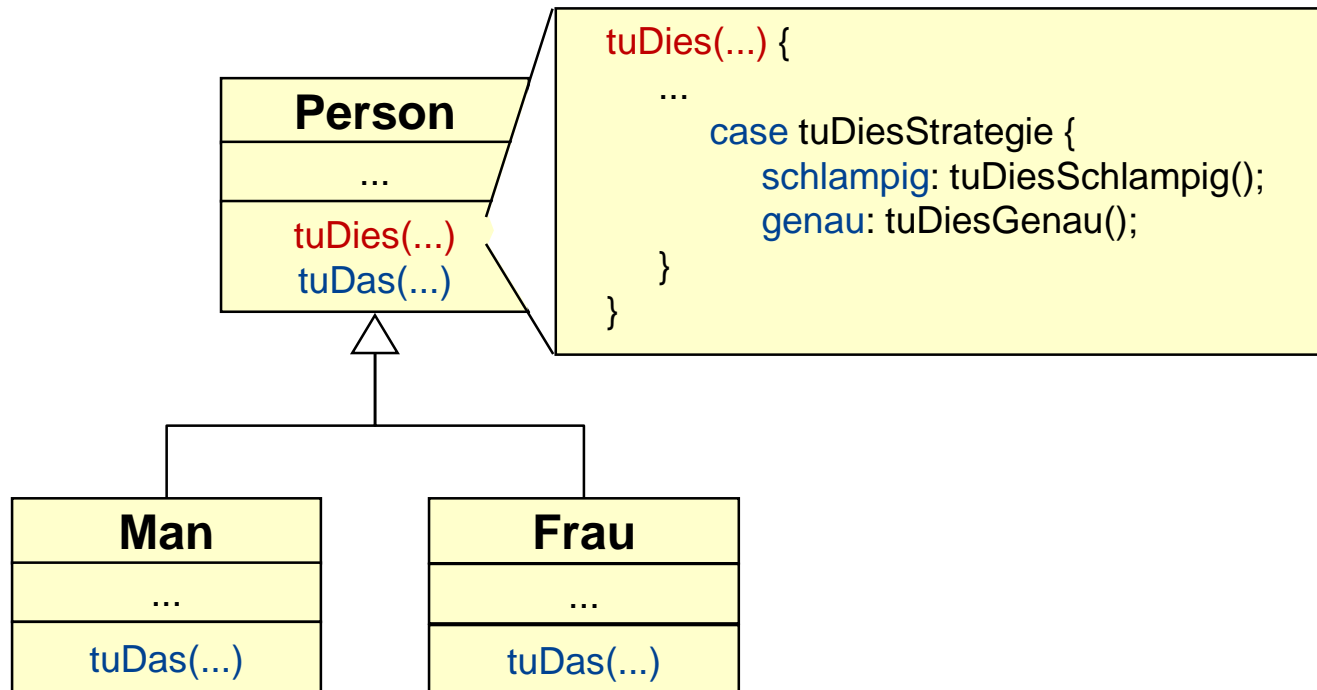 Person
...
tuDies(...)
tuDas(...)
tuDies(...) {
...
case tuDiesStrategie {
schlampig: tuDiesSchlampig();
genau: tuDiesGenau();
}
}
Man
...
tuDas(...)
Frau
...
tuDas(...)